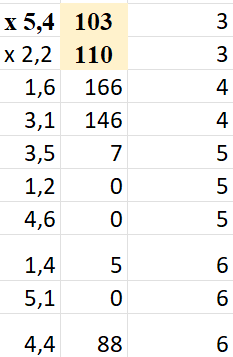 x 5,4 103 3
x 2,2 110 3
1,6 166 4
3,1 146 4
3,5 7 5
1,2 0 5
4,6 0 5
1,4 5 6
5,1 0 6
4,4 88 6